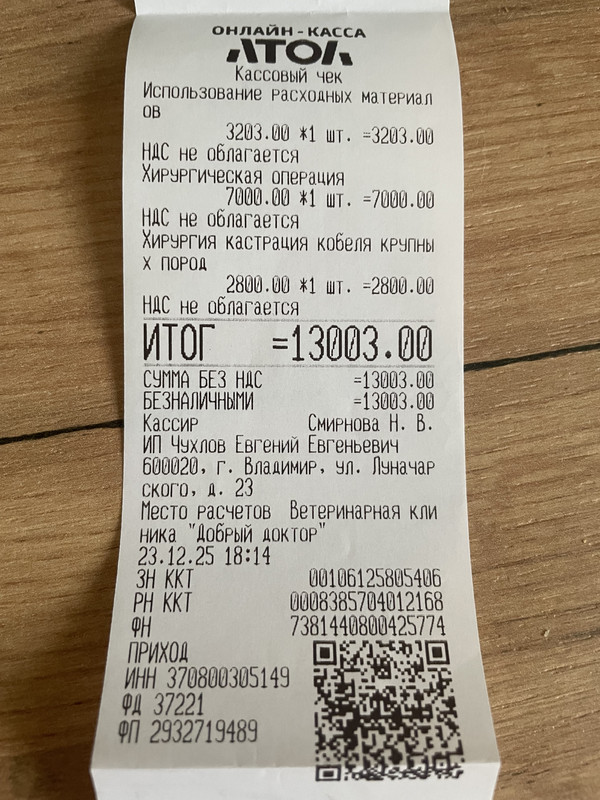 ОНЛАЙН-КАССА
АТОЛ
Кассовый чек
Использование расходных материал
ов
3203.00 *1 шт. =3203.00
НДС не облагается
Хирургическая операция
7000.00 *1 шт. =7000.00
НДС не облагается
Хирургия кастрация кобеля крупны
х пород
2800.00 *1 шт. =2800.00
НДС не облагается
ИТОГ =13003.00
СУММА БЕЗ НДС =13003.00
БЕЗНАЛИЧНЫМИ =13003.00
Кассир Смирнова Н. В.
ИП Чухлов Евгений Евгеньевич
600020, г. Владимир, ул. Луначар
ского, д. 23
Место расчетов Ветеринарная кли
ника "Добрый доктор"
23.12.25 18:14
ЗН ККТ 00106125805406
РН ККТ 0008385704012168
ФН 7381440800425774
ПРИХОД
ИНН 370800305149
ФД 37221
ФП 2932719489